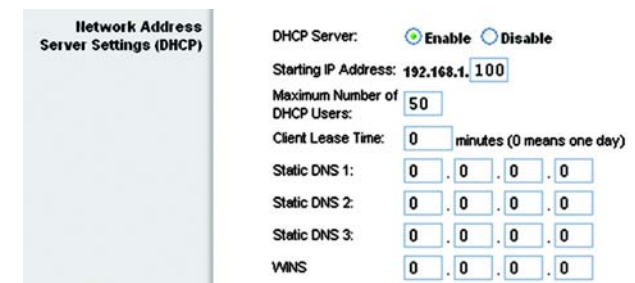 Network Address
Server Settings (DHCP)
DHCP Server: Enable Disable
Starting IP Address: 192.168.1. 100
Maximum Number of
DHCP Users: 50
Client Lease Time: 0 minutes (0 means one day)
Static DNS 1: 0 . 0 . 0 . 0
Static DNS 2: 0 . 0 . 0 . 0
Static DNS 3: 0 . 0 . 0 . 0
WINS 0 . 0 . 0 . 0